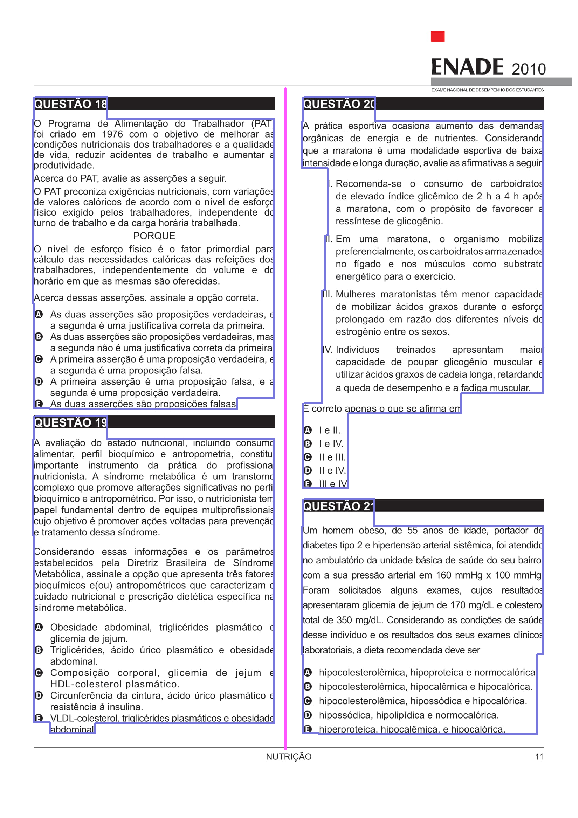 ENADE 2010
EXAME NACIONAL DE DESEMPENHO DOS ESTUDANTES
QUESTÃO 18
O Programa de Alimentação do Trabalhador (PAT)
foi criado em 1976 com o objetivo de melhorar as
condições nutricionais dos trabalhadores e a qualidade
de vida, reduzir acidentes de trabalho e aumentar a
produtividade.
Acerca do PAT, avalie as asserções a seguir.
O PAT preconiza exigências nutricionais, com variações
de valores calóricos de acordo com o nível de esforço
físico exigido pelos trabalhadores, independente do
turno de trabalho e da carga horária trabalhada.
PORQUE
O nível de esforço físico é o fator primordial para
cálculo das necessidades calóricas das refeições dos
trabalhadores, independentemente do volume e do
horário em que as mesmas são oferecidas.
Acerca dessas asserções, assinale a opção correta.
A As duas asserções são proposições verdadeiras, e
a segunda é uma justificativa correta da primeira.
B As duas asserções são proposições verdadeiras, mas
a segunda não é uma justificativa correta da primeira.
C A primeira asserção é uma proposição verdadeira, e
a segunda é uma proposição falsa.
D A primeira asserção é uma proposição falsa, e a
segunda é uma proposição verdadeira.
E As duas asserções são proposições falsas.
QUESTÃO 19
A avaliação do estado nutricional, incluindo consumo
alimentar, perfil bioquímico e antropometria, constitui
importante instrumento da prática do profissional
nutricionista. A síndrome metabólica é um transtorno
complexo que promove alterações significativas no perfil
bioquímico e antropométrico. Por isso, o nutricionista tem
papel fundamental dentro de equipes multiprofissionais
cujo objetivo é promover ações voltadas para prevenção
e tratamento dessa síndrome.
Considerando essas informações e os parâmetros
estabelecidos pela Diretriz Brasileira de Síndrome
Metabólica, assinale a opção que apresenta três fatores
bioquímicos e(ou) antropométricos que caracterizam o
cuidado nutricional e prescrição dietética específica na
síndrome metabólica.
A Obesidade abdominal, triglicérides plasmático e
glicemia de jejum.
B Triglicérides, ácido úrico plasmático e obesidade
abdominal.
C Composição corporal, glicemia de jejum e
HDL-colesterol plasmático.
D Circunferência da cintura, ácido úrico plasmático e
resistência á insulina.
E VLDL-colesterol, triglicérides plasmáticos e obesidade
abdominal.
QUESTÃO 20
A prática esportiva ocasiona aumento das demandas
orgânicas de energia e de nutrientes. Considerando
que a maratona é uma modalidade esportiva de baixa
intensidade e longa duração, avalie as afirmativas a seguir.
I. Recomenda-se o consumo de carboidratos
de elevado índice glicêmico de 2 h a 4 h após
a maratona, com o propósito de favorecer a
ressíntese de glicogênio.
II. Em uma maratona, o organismo mobiliza
preferencialmente, os carboidratos armazenados
no fígado e nos músculos como substrato
energético para o exercício.
III. Mulheres maratonistas têm menor capacidade
de mobilizar ácidos graxos durante o esforço
prolongado em razão dos diferentes níveis de
estrogênio entre os sexos.
IV. Indivíduos treinados apresentam maior
capacidade de poupar glicogênio muscular e
utilizar ácidos graxos de cadeia longa, retardando
a queda de desempenho e a fadiga muscular.
É correto apenas o que se afirma em
A I e II.
B I e IV.
C II e III.
D II e IV.
E III e IV.
QUESTÃO 21
Um homem obeso, de 55 anos de idade, portador de
diabetes tipo 2 e hipertensão arterial sistêmica, foi atendido
no ambulatório da unidade básica de saúde do seu bairro,
com a sua pressão arterial em 160 mmHg x 100 mmHg.
Foram solicitados alguns exames, cujos resultados
apresentaram glicemia de jejum de 170 mg/dL e colesterol
total de 350 mg/dL. Considerando as condições de saúde
desse indivíduo e os resultados dos seus exames clínicos
laboratoriais, a dieta recomendada deve ser
A hipocolesterolêmica, hipoproteica e normocalórica.
B hipocolesterolêmica, hipocalêmica e hipocalórica.
C hipocolesterolêmica, hipossódica e hipocalórica.
D hipossódica, hipolipídica e normocalórica.
E hiperproteica, hipocalêmica, e hipocalórica.
NUTRIÇÃO
11